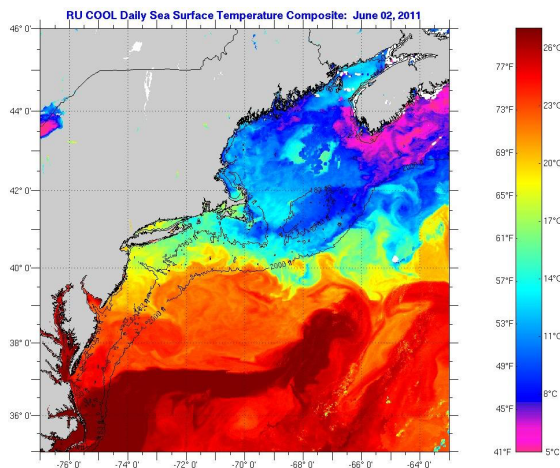 RU COOL Daily Sea Surface Temperature Composite: June 02, 2011
46° 0'
44° 0'
42° 0'
40° 0'
38° 0'
36° 0'
-76° 0'
-74° 0'
-72° 0'
-70° 0'
-68° 0'
-66° 0'
-64° 0'
2000 ft
77°F
73°F
69°F
65°F
61°F
57°F
53°F
49°F
45°F
41°F
26°C
23°C
20°C
17°C
14°C
11°C
8°C
5°C